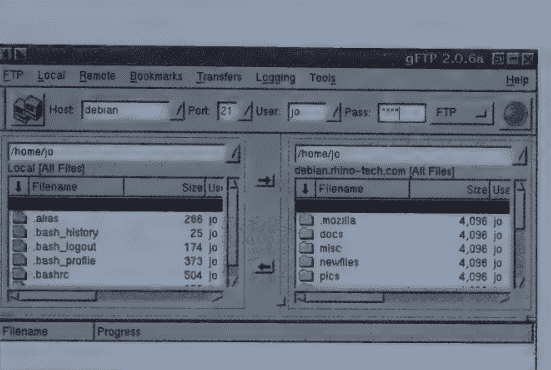 gFTP 2.0.6a
FTP Local Remote Bookmarks Transfers Logging Tools Help
Host: debian Port: 21 User: jo Pass: **** FTP
/home/jo
Local [All Files]
Filename Size Use
.alias 266 jo
.bash_history 25 jo
.bash_logout 174 jo
.bash_profile 373 jo
.bashrc 504 jo
/home/jo
debian.rhino-tech.com [All Files]
Filename Size Use
.mozilla 4,096 jo
docs 4,096 jo
misc 4,096 jo
newfiles 4,096 jo
pics 4,096 jo
Filename Progress